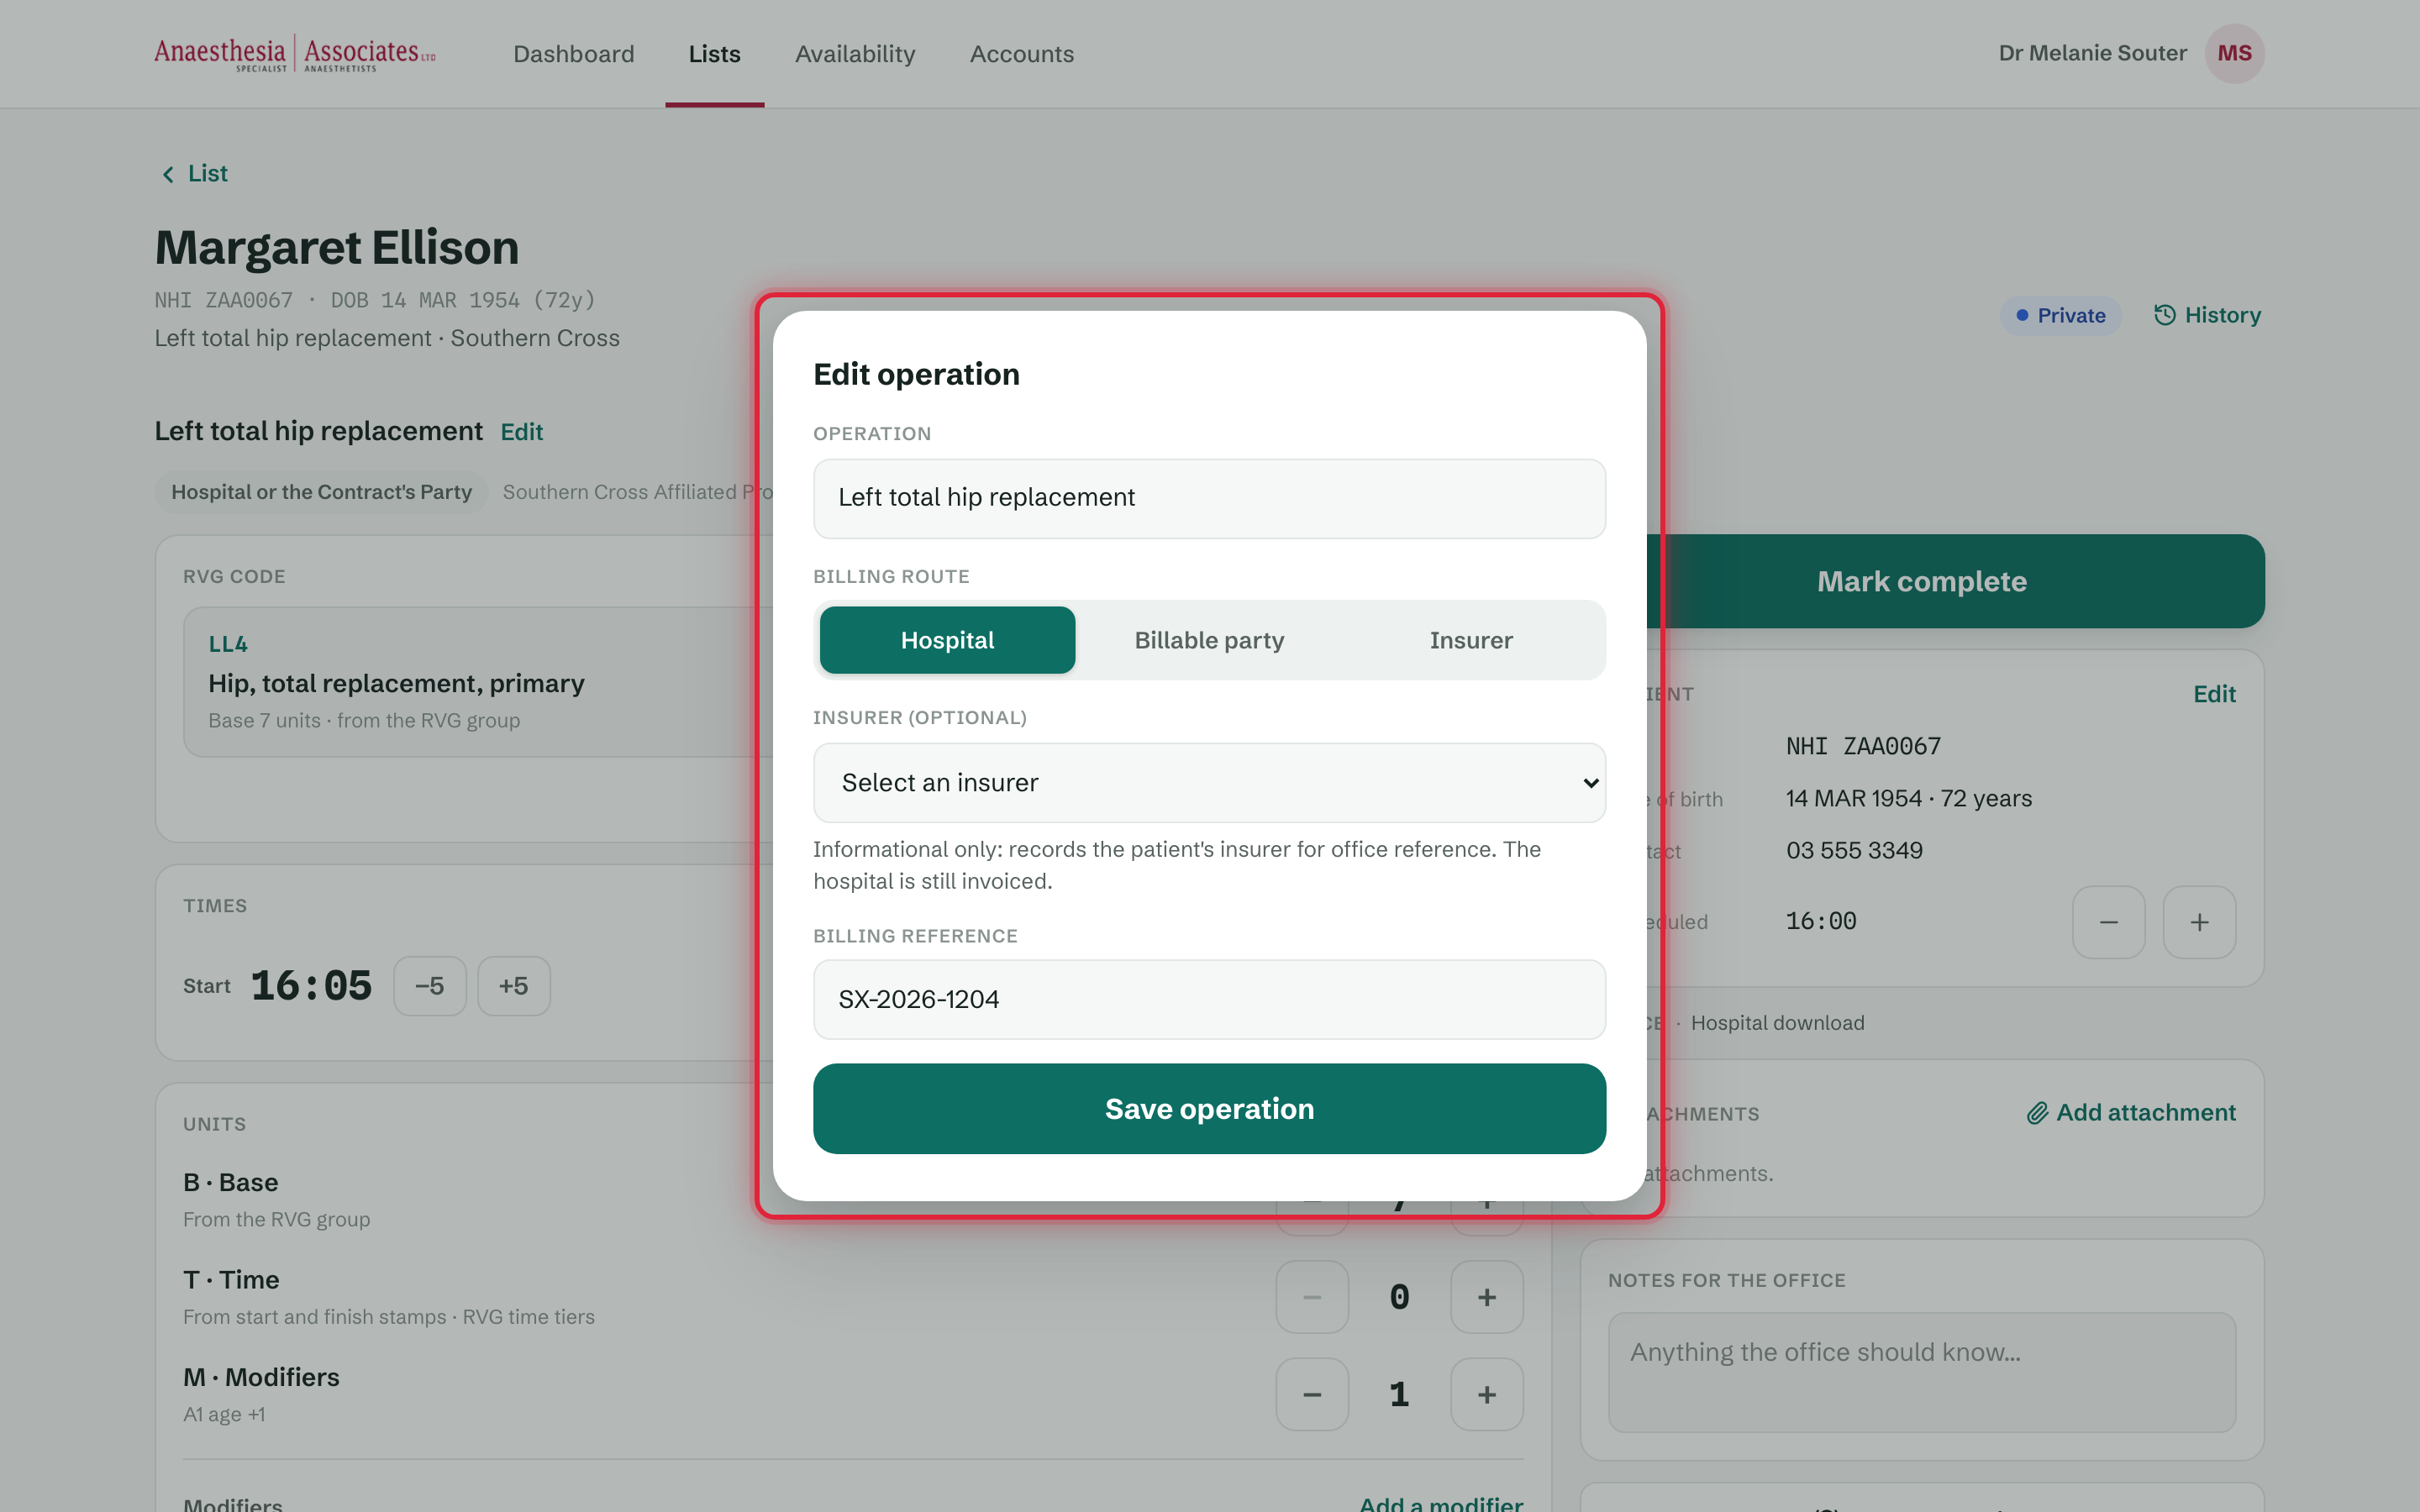 Anaesthesia Associates LTD
SPECIALIST ANAESTHETISTS
Dashboard
Lists
Availability
Accounts
Dr Melanie Souter
MS
List
Margaret Ellison
NHI ZAA0067 · DOB 14 MAR 1954 (72y)
Left total hip replacement · Southern Cross
Private
History
Left total hip replacement
Edit
Hospital or the Contract's Party
Southern Cross Affiliated
RVG CODE
LL4
Hip, total replacement, primary
Base 7 units · from the RVG group
TIMES
Start
16:05
−5
+5
UNITS
B · Base
From the RVG group
T · Time
From start and finish stamps · RVG time tiers
−
0
+
M · Modifiers
A1 age +1
−
1
+
Modifiers
Add a modifier
Edit operation
OPERATION
Left total hip replacement
BILLING ROUTE
Hospital
Billable party
Insurer
INSURER (OPTIONAL)
Select an insurer
Informational only: records the patient's insurer for office reference. The
hospital is still invoiced.
BILLING REFERENCE
SX-2026-1204
Save operation
Mark complete
Edit
NHI ZAA0067
of birth
14 MAR 1954 · 72 years
03 555 3349
16:00
−
+
· Hospital download
Add attachment
attachments.
NOTES FOR THE OFFICE
Anything the office should know...